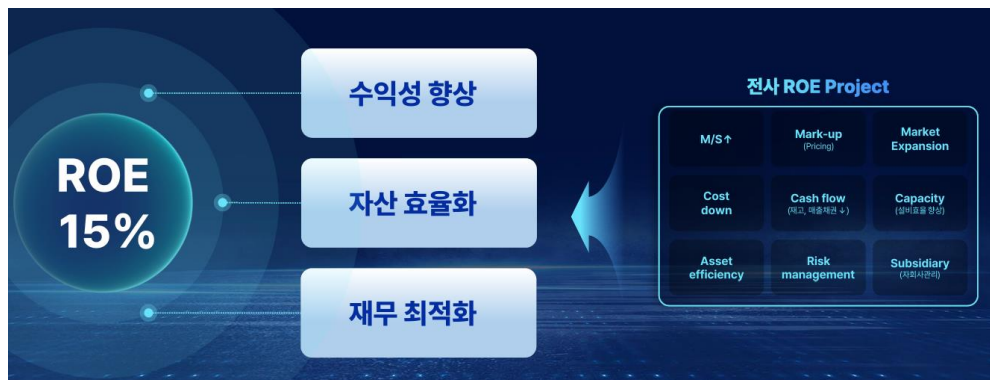 ROE
15%
수익성 향상
자산 효율화
재무 최적화
전사 ROE Project
M/S↑
Mark-up
(Pricing)
Market
Expansion
Cost
down
Cash flow
(재고, 매출채권 ↓)
Capacity
(설비효율 향상)
Asset
efficiency
Risk
management
Subsidiary
(자회사관리)